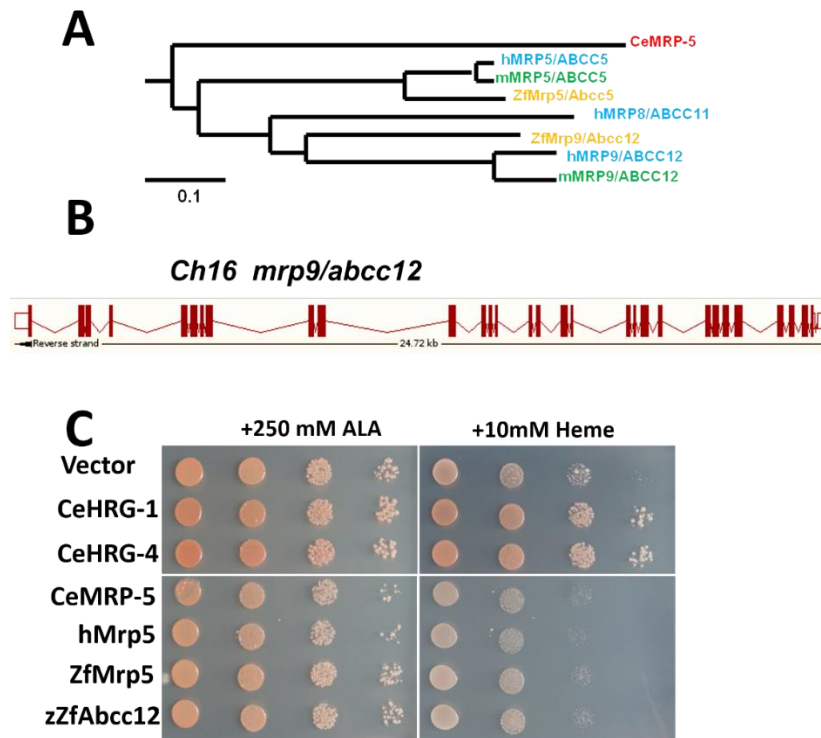 A
CeMRP-5
hMRP5/ABCC5
mMRP5/ABCC5
ZfMrp5/Abcc5
hMRP8/ABCC11
ZfMrp9/Abcc12
hMRP9/ABCC12
mMRP9/ABCC12
0.1
B
Ch16 mrp9/abcc12
Reverse strand 24.72 kb
C
+250 mM ALA +10mM Heme
Vector
CeHRG-1
CeHRG-4
CeMRP-5
hMrp5
ZfMrp5
zZfAbcc12